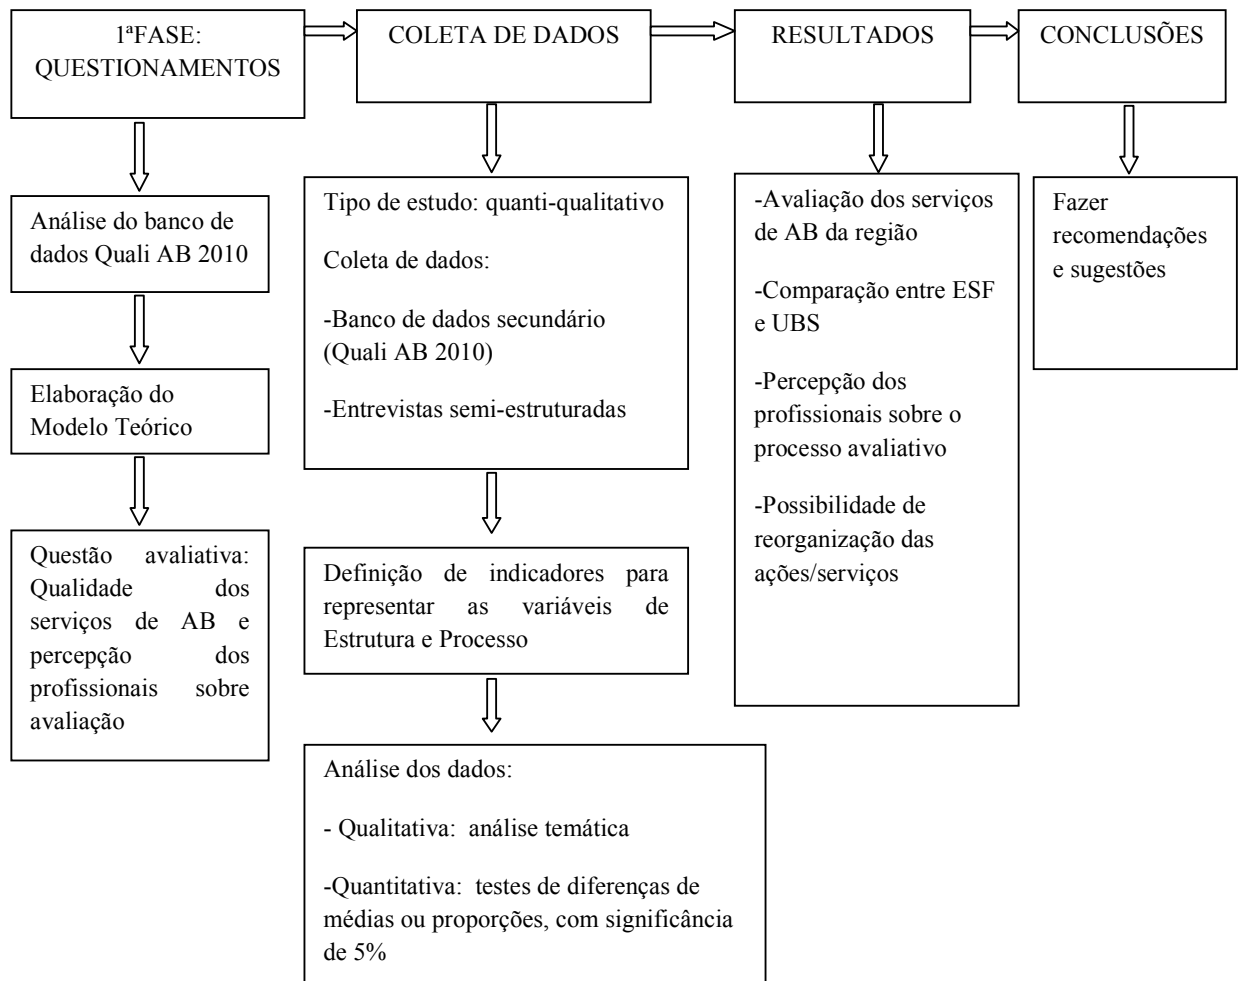 1ªFASE:
QUESTIONAMENTOS
COLETA DE DADOS
RESULTADOS
CONCLUSÕES
Análise do banco de
dados Quali AB 2010
Elaboração do
Modelo Teórico
Questão avaliativa:
Qualidade dos
serviços de AB e
percepção dos
profissionais sobre
avaliação
Tipo de estudo: quanti-qualitativo
Coleta de dados:
-Banco de dados secundário
(Quali AB 2010)
-Entrevistas semi-estruturadas
Definição de indicadores para
representar as variáveis de
Estrutura e Processo
Análise dos dados:
- Qualitativa: análise temática
-Quantitativa: testes de diferenças de
médias ou proporções, com significância
de 5%
-Avaliação dos serviços
de AB da região
-Comparação entre ESF
e UBS
-Percepção dos
profissionais sobre o
processo avaliativo
-Possibilidade de
reorganização das
ações/serviços
Fazer
recomendações
e sugestões